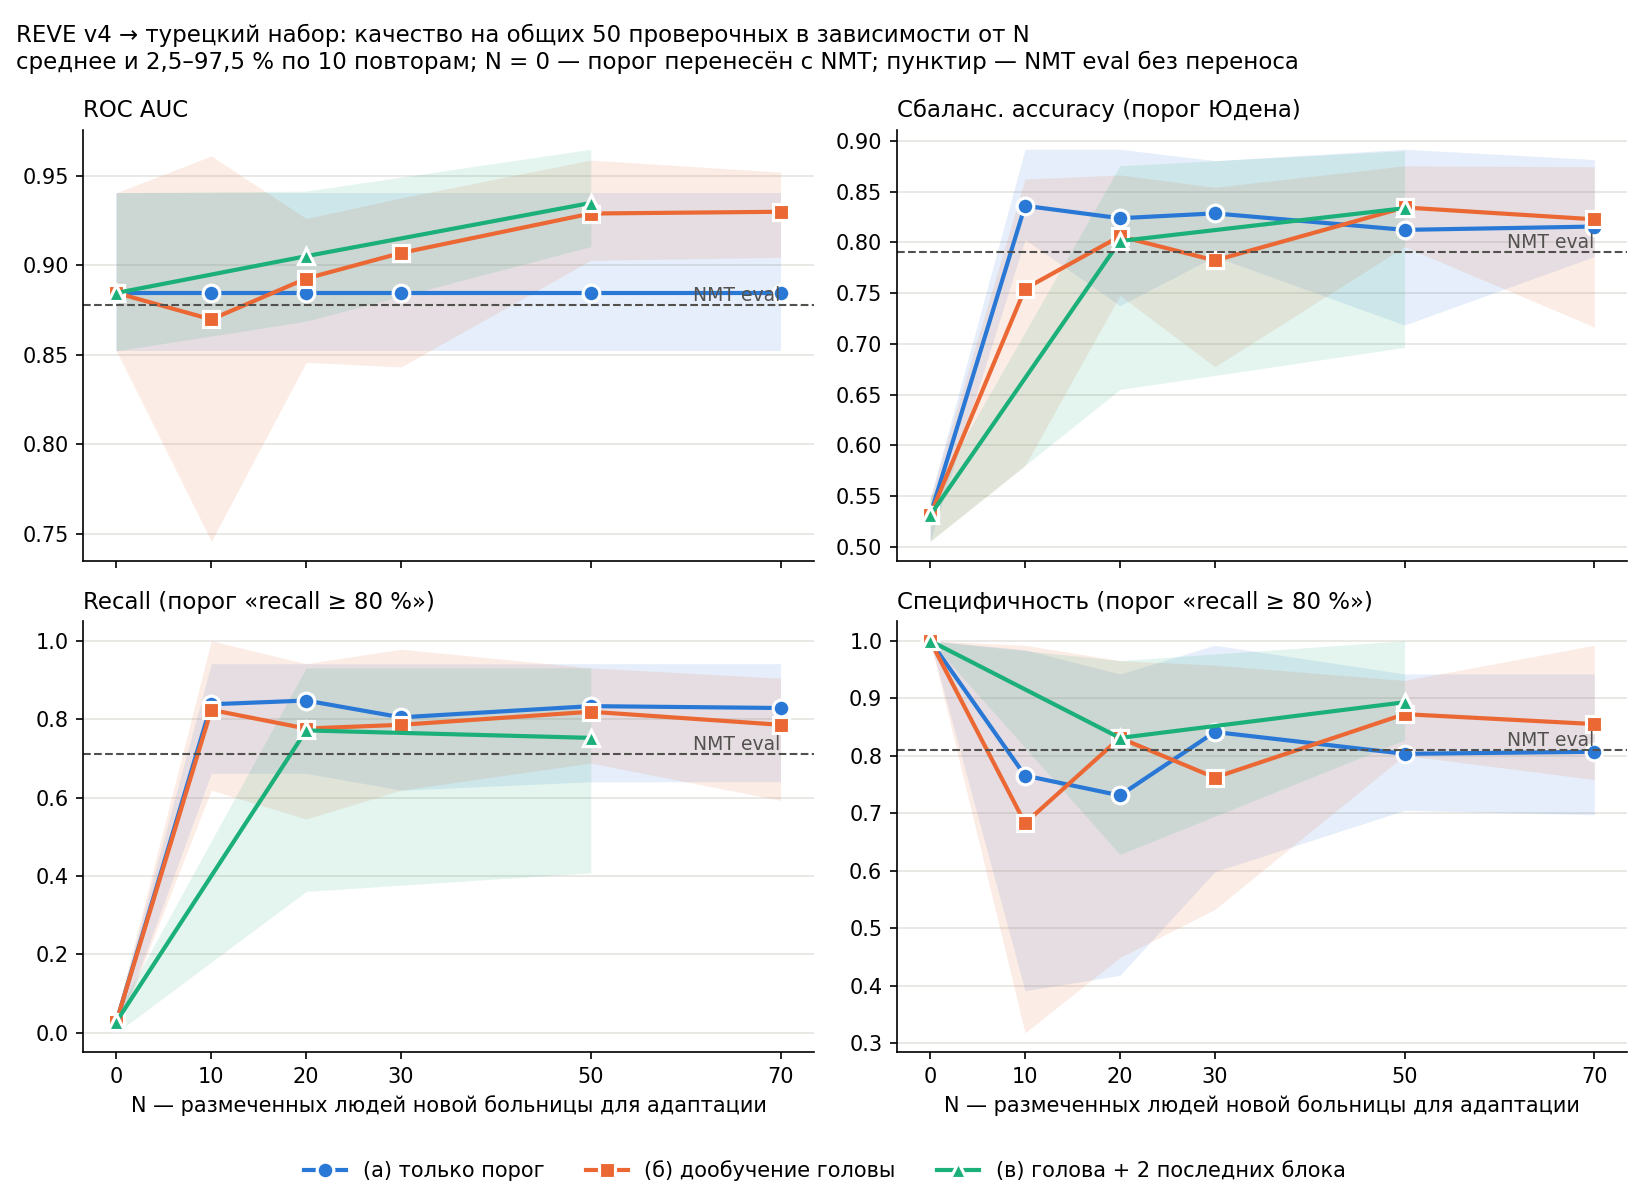 REVE v4 → турецкий набор: качество на общих 50 проверочных в зависимости от N
среднее и 2,5–97,5 % по 10 повторам; N = 0 — порог перенесён с NMT; пунктир — NMT eval без переноса
ROC AUC
0.95
0.90
0.85
0.80
0.75
NMT eval
Сбаланс. accuracy (порог Юдена)
0.90
0.85
0.80
0.75
0.70
0.65
0.60
0.55
0.50
NMT eval
Recall (порог «recall ≥ 80 %»)
1.0
0.8
0.6
0.4
0.2
0.0
NMT eval
0 10 20 30 50 70
N — размеченных людей новой больницы для адаптации
Специфичность (порог «recall ≥ 80 %»)
1.0
0.9
0.8
0.7
0.6
0.5
0.4
0.3
NMT eval
0 10 20 30 50 70
N — размеченных людей новой больницы для адаптации
(а) только порог (б) дообучение головы (в) голова + 2 последних блока